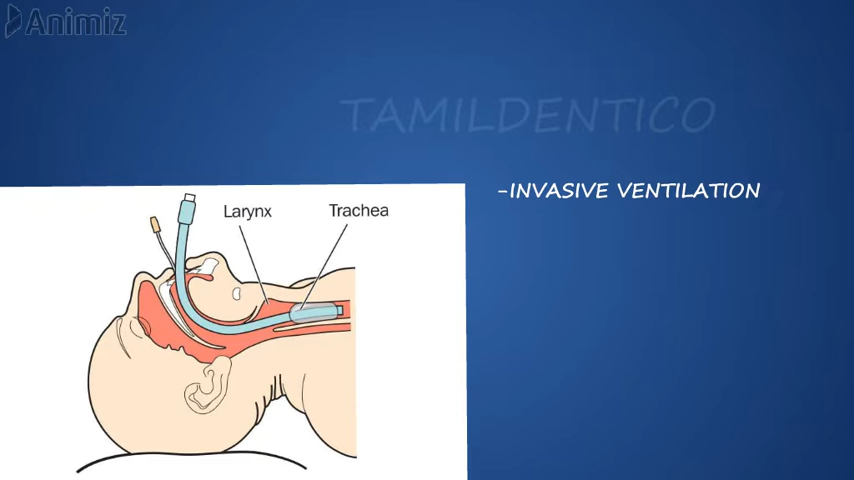 Animiz
TAMILDENTICO
-INVASIVE VENTILATION
Larynx
Trachea